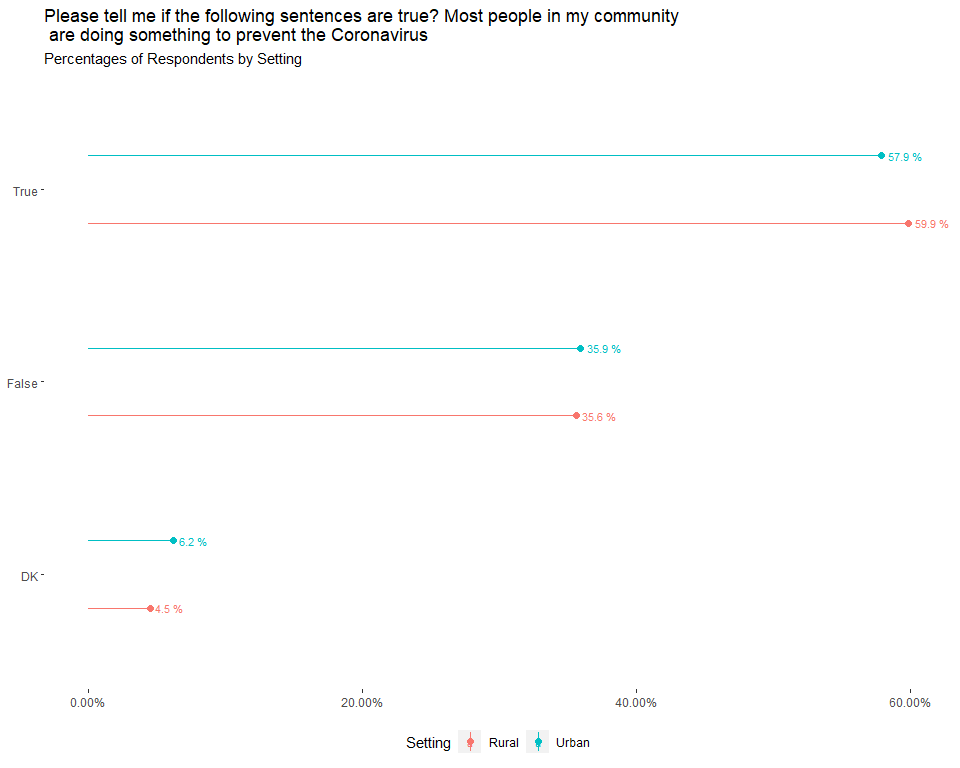 Please tell me if the following sentences are true? Most people in my community
are doing something to prevent the Coronavirus
Percentages of Respondents by Setting
57.9 %
True
59.9 %
35.9 %
False
35.6 %
6.2 %
DK
4.5 %
0.00% 20.00% 40.00% 60.00%
Setting Rural Urban